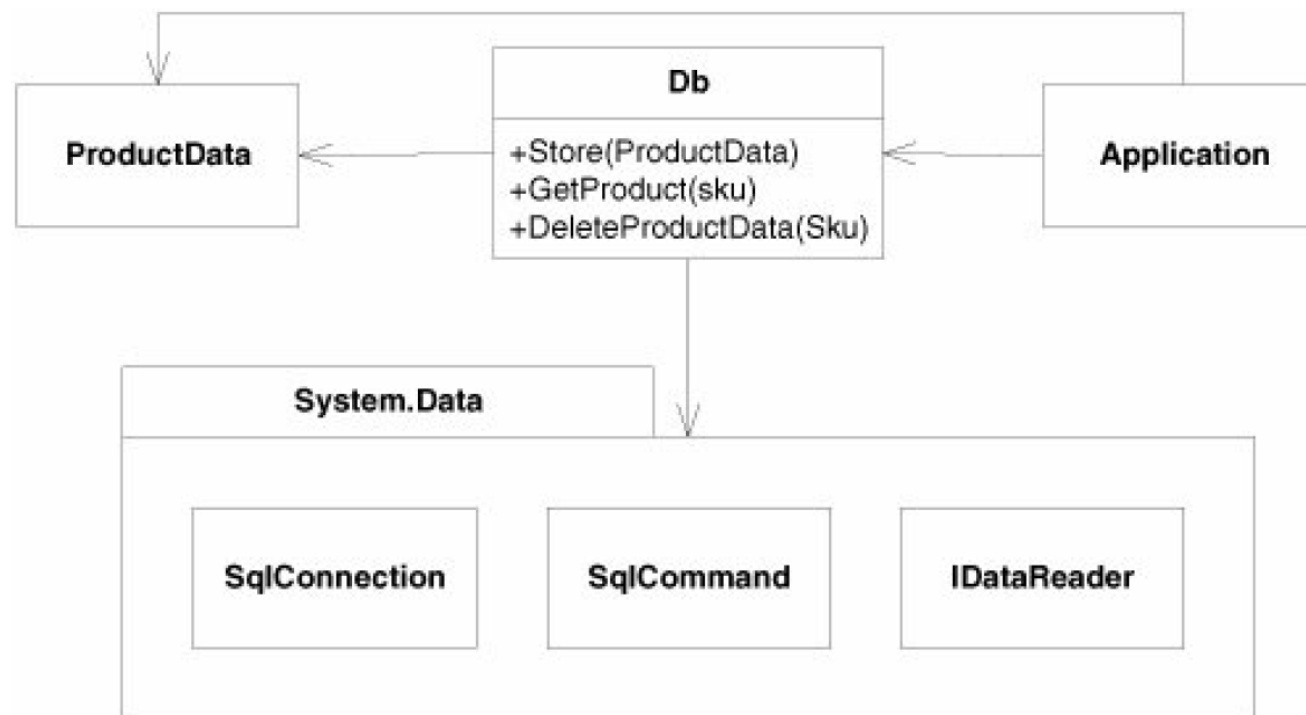 Db
ProductData
+Store(ProductData)
+GetProduct(sku)
+DeleteProductData(Sku)
Application
System.Data
SqlConnection
SqlCommand
IDataReader